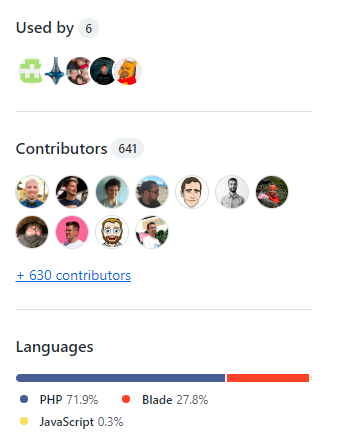 Used by 6
Contributors 641
+ 630 contributors
Languages
PHP 71.9% Blade 27.8%
JavaScript 0.3%